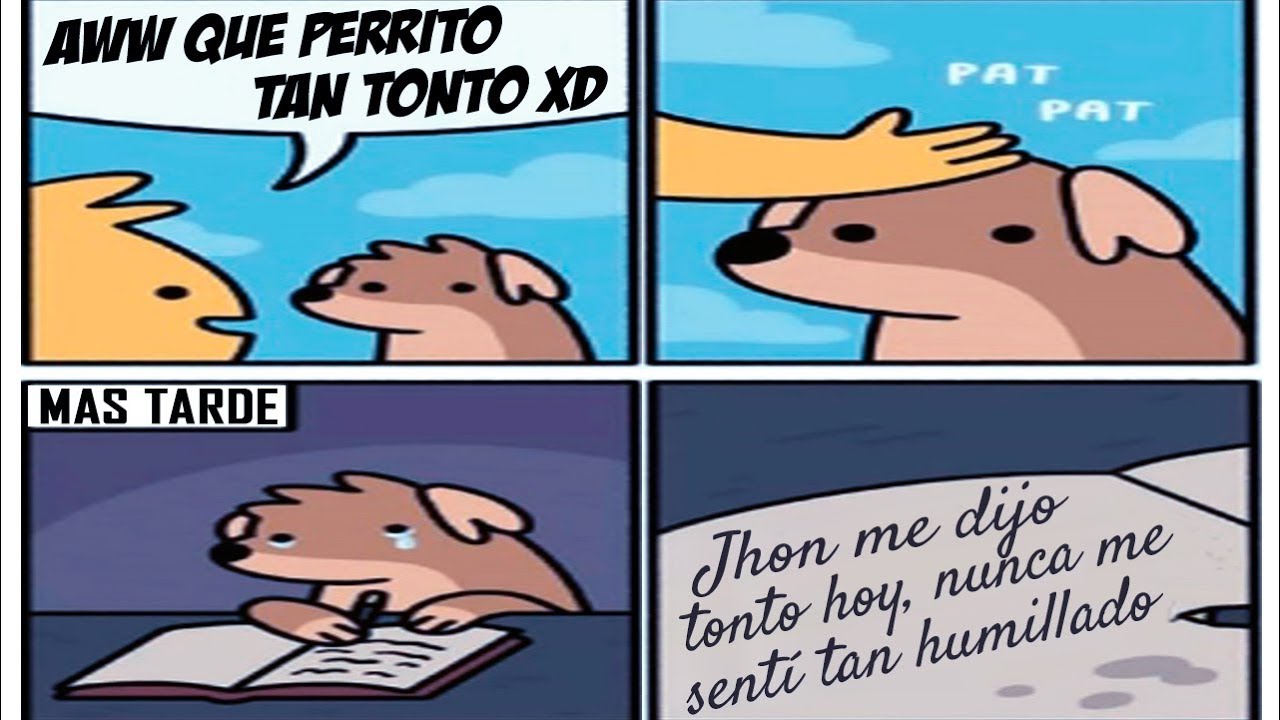 AWW QUE PERRITO
TAN TONTO XD
PAT
PAT
MAS TARDE
Jhon me dijo
tonto hoy, nunca me
sentí tan humillado